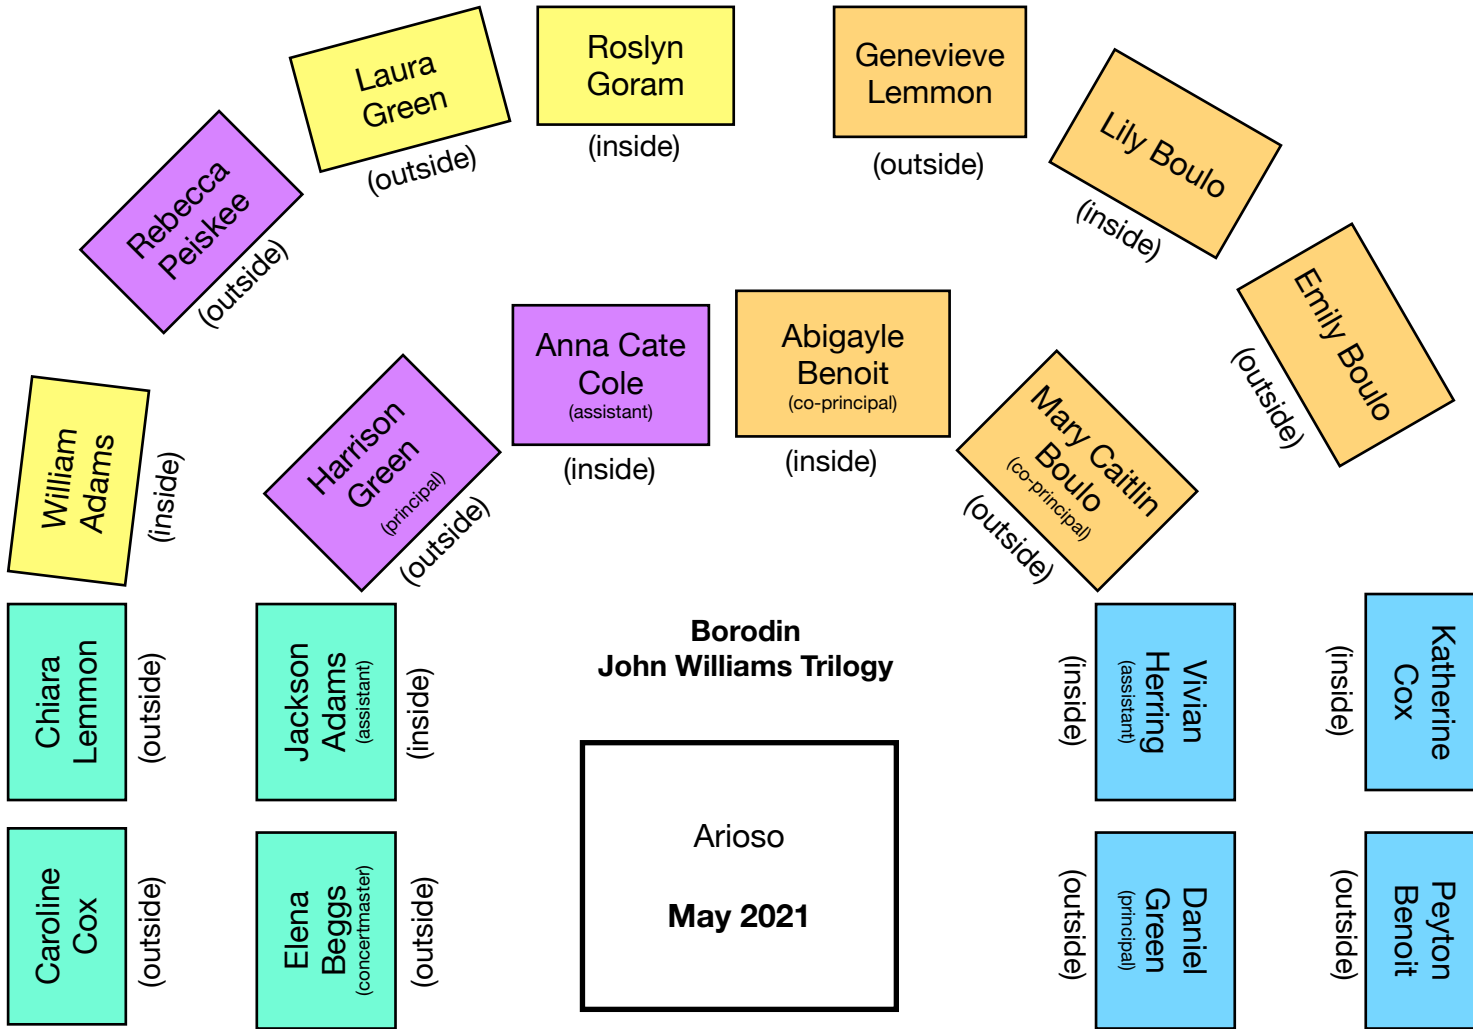 Laura
Green
(outside)
Roslyn
Goram
(inside)
Genevieve
Lemmon
(outside)
Lily Boulo
(inside)
Rebecca
Peiskee
(outside)
Emily Boulo
(outside)
William
Adams
(inside)
Harrison
Green
(principal)
(outside)
Anna Cate
Cole
(assistant)
(inside)
Abigayle
Benoit
(co-principal)
(inside)
Mary Caitlin
Boulo
(co-principal)
(outside)
Chiara
Lemmon
(outside)
Jackson
Adams
(assistant)
(inside)
Borodin
John Williams Trilogy
Vivian
Herring
(assistant)
(inside)
Katherine
Cox
(inside)
Caroline
Cox
(outside)
Elena
Beggs
(concertmaster)
(outside)
Arioso
May 2021
Daniel
Green
(principal)
(outside)
Peyton
Benoit
(outside)